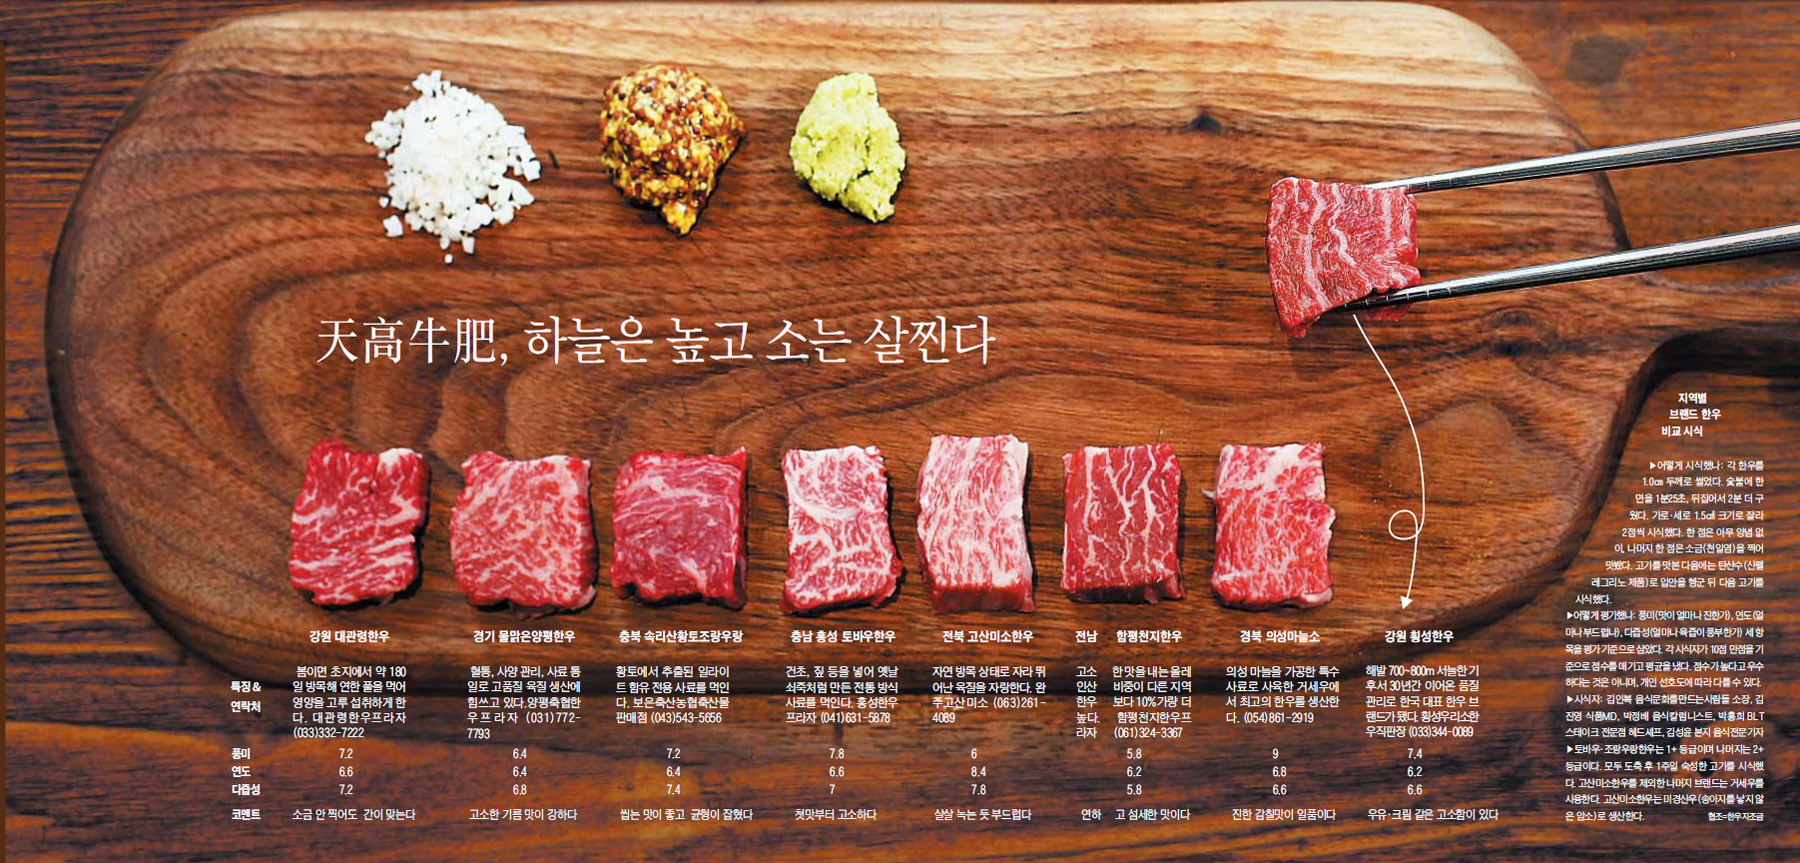 天高牛肥, 하늘은 높고 소는 살찐다
지역별
브랜드 한우
비교 시식
▶어떻게 시식했나: 각 한우를
1.0㎝ 두께로 썰었다. 숯불에 한
면을 1분25초, 뒤집어서 2분 더 구
웠다. 가로·세로 1.5㎝ 크기로 잘라
2점씩 시식했다. 한 점은 아무 양념 없
이, 나머지 한 점은 소금(천일염)을 찍어
맛봤다. 고기를 맛본 다음에는 탄산수(산펠
레그리노 제품)로 입안을 헹군 뒤 다음 고기를
시식했다.
▶어떻게 평가했나: 풍미(맛이 얼마나 진한가), 연도(얼
마나 부드럽나), 다즙성(얼마나 육즙이 풍부한가) 세 항
목을 평가 기준으로 삼았다. 각 시식자가 10점 만점을 기
준으로 점수를 매기고 평균을 냈다. 점수가 높다고 우수
하다는 것은 아니며, 개인 선호도에 따라 다를 수 있다.
▶시식자: 김인복 음식문화를만드는사람들 소장, 김
진영 식품MD, 박정배 음식칼럼니스트, 박홍희 BLT
스테이크 전문점 헤드셰프, 김성윤 본지 음식전문기자
▶토바우·조랑우랑한우는 1+ 등급이며 나머지는 2+
등급이다. 모두 도축 후 1주일 숙성한 고기를 시식했
다. 고산미소한우를 제외한 나머지 브랜드는 거세우를
사용한다. 고산미소한우는 미경산우(송아지를 낳지 않
은 암소)로 생산한다. 협조=한우자조금
강원 대관령한우 경기 물맑은양평한우 충북 속리산황토조랑우랑 충남 홍성 토바우한우 전북 고산미소한우 전남 함평천지한우 경북 의성마늘소 강원 횡성한우
특징 &
연락처
봄이면 초지에서 약 180
일 방목해 연한 풀을 먹어
영양을 고루 섭취하게 한
다. 대관령한우프라자
(033)332-7222
혈통, 사양 관리, 사료 통
일로 고품질 육질 생산에
힘쓰고 있다. 양평축협한
우프라자 (031)772-
7793
황토에서 추출된 일라이
트 함유 전용 사료를 먹인
다. 보은축산농협축산물
판매점 (043)543-5656
건초, 짚 등을 넣어 옛날
쇠죽처럼 만든 전통 방식
사료를 먹인다. 홍성한우
프라자 (041)631-5878
자연 방목 상태로 자라 뛰
어난 육질을 자랑한다. 완
주고산미소 (063)261-
4089
고소 한 맛을 내는 올레
인산 비중이 다른 지역
한우 보다 10%가량 더
높다. 함평천지한우프
라자 (061)324-3367
의성 마늘을 가공한 특수
사료로 사육한 거세우에
서 최고의 한우를 생산한
다. (054)861-2919
해발 700~800m 서늘한 기
후서 30년간 이어온 품질
관리로 한국 대표 한우 브
랜드가 됐다. 횡성우리소한
우직판장 (033)344-0089
풍미 7.2 6.4 7.2 7.8 6 5.8 9 7.4
연도 6.6 6.4 6.4 6.6 8.4 6.2 6.8 6.2
다즙성 7.2 6.8 7.4 7 7.8 5.8 6.6 6.6
코멘트 소금 안 찍어도 간이 맞는다 고소한 기름 맛이 강하다 씹는 맛이 좋고 균형이 잡혔다 첫맛부터 고소하다 살살 녹는 듯 부드럽다 연하 고 섬세한 맛이다 진한 감칠맛이 일품이다 우유·크림 같은 고소함이 있다